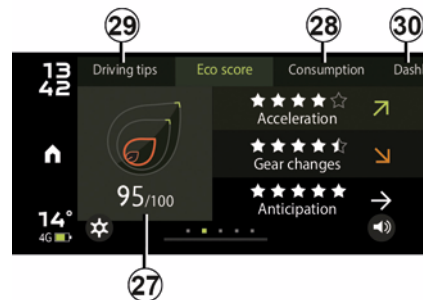 29
28
30
13
42
Driving tips
Eco score
Consumption
Dash
Acceleration
Gear changes
95/100
Anticipation
14°
4G
27